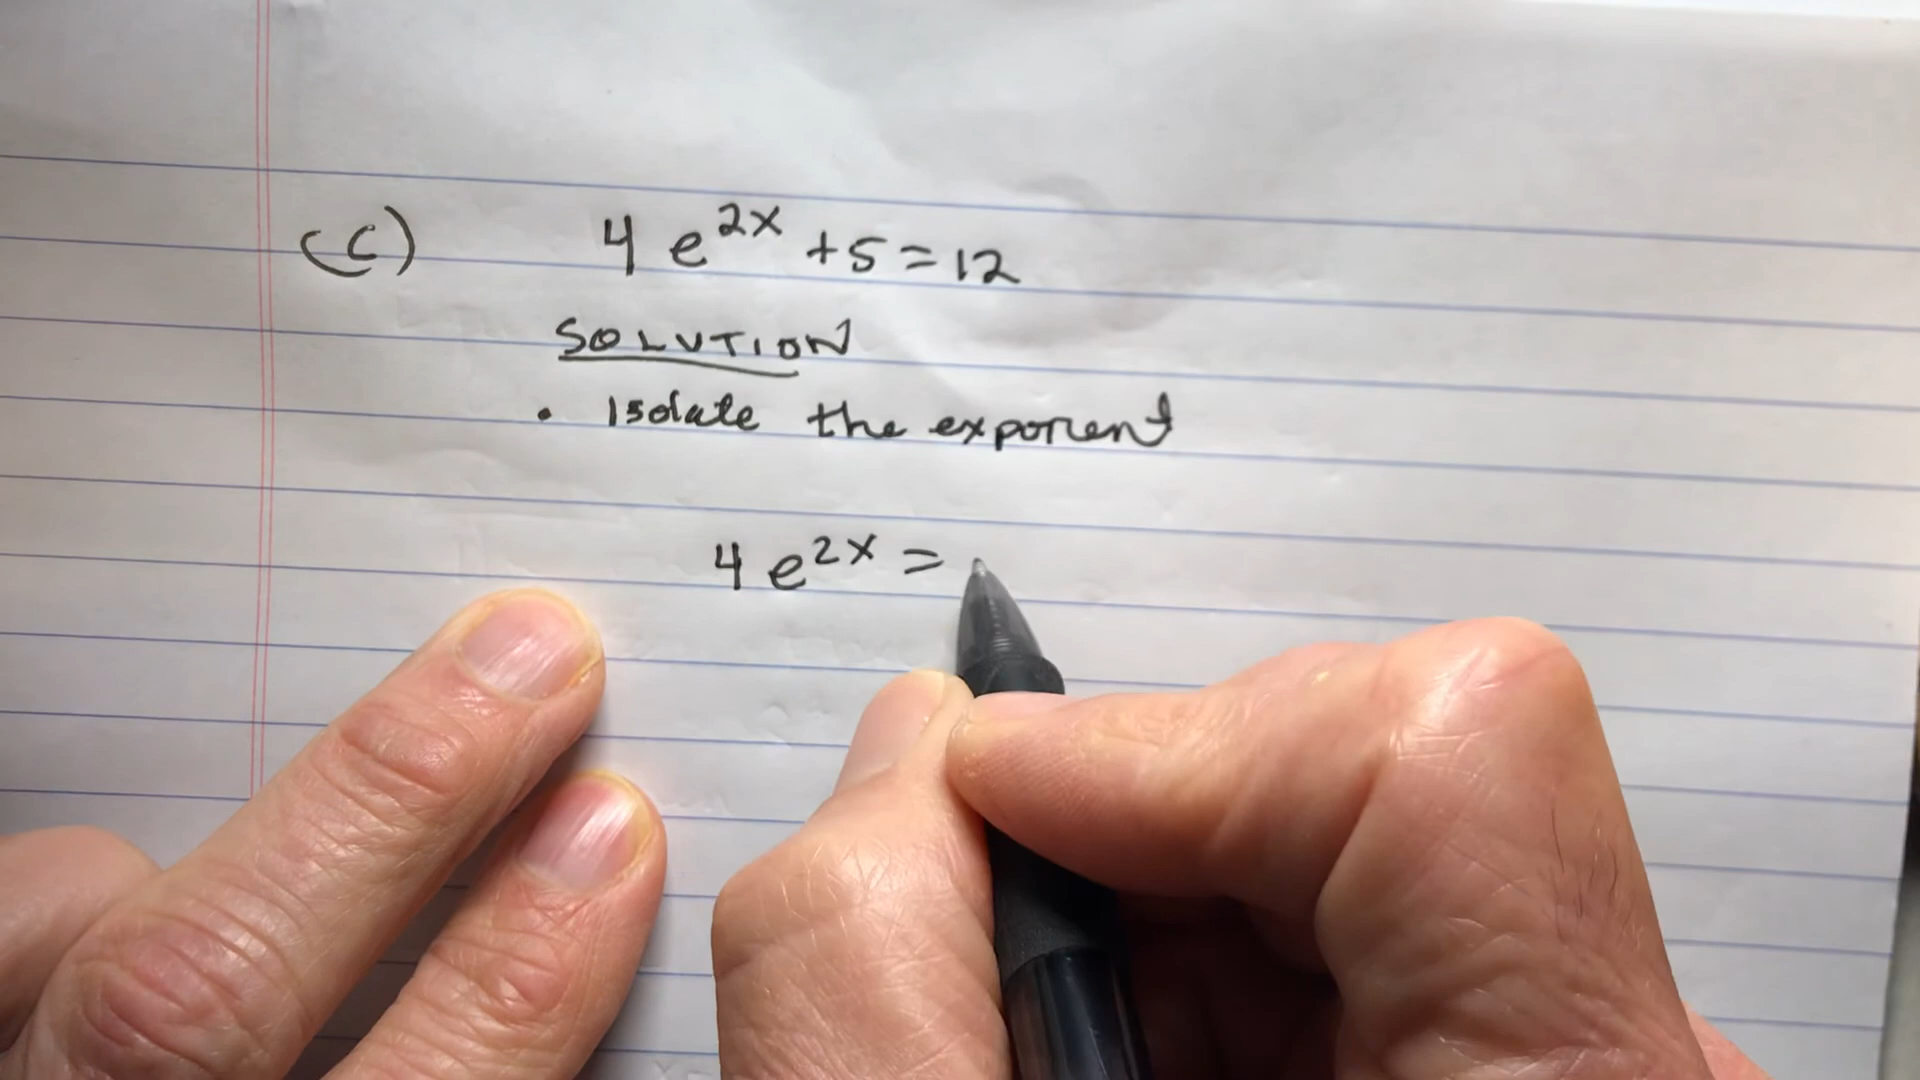 (c) 4 e^{2x} + 5 = 12
SOLUTION
• Isolate the exponent
4 e^{2x} =